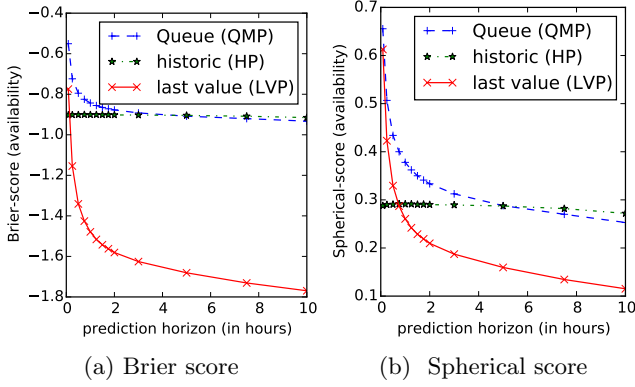 −0.4
−0.6
−0.8
−1.0
−1.2
−1.4
−1.6
−1.8
Brier-score (availability)
Queue (QMP)
historic (HP)
last value (LVP)
0 2 4 6 8 10
prediction horizon (in hours)
(a) Brier score
0.7
0.6
0.5
0.4
0.3
0.2
0.1
Spherical-score (availability)
Queue (QMP)
historic (HP)
last value (LVP)
0 2 4 6 8 10
prediction horizon (in hours)
(b) Spherical score